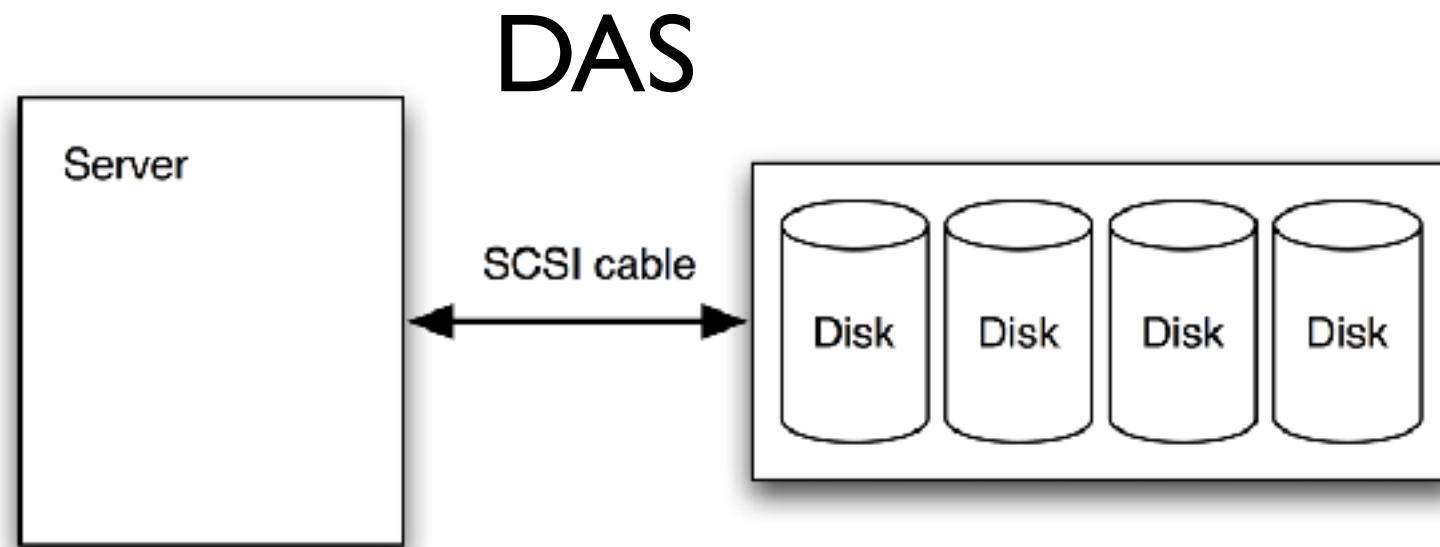 DAS
Server
SCSI cable
Disk
Disk
Disk
Disk